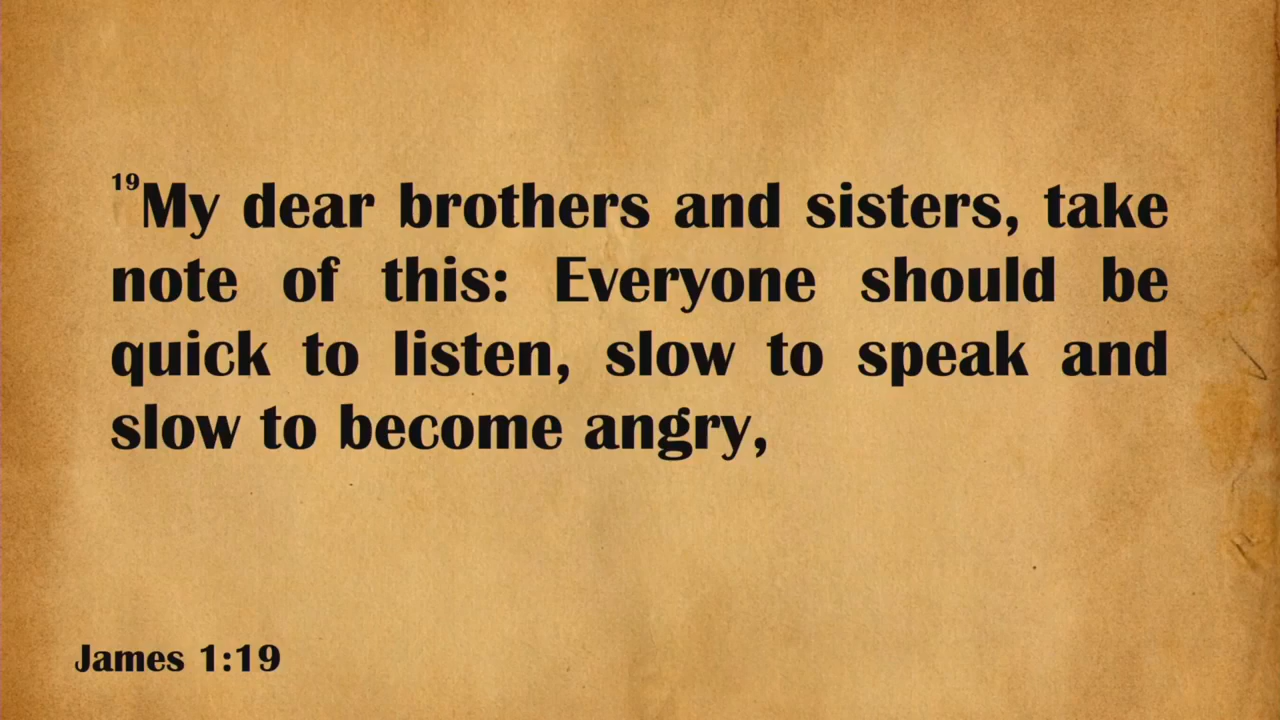 19My dear brothers and sisters, take
note of this: Everyone should be
quick to listen, slow to speak and
slow to become angry,
James 1:19